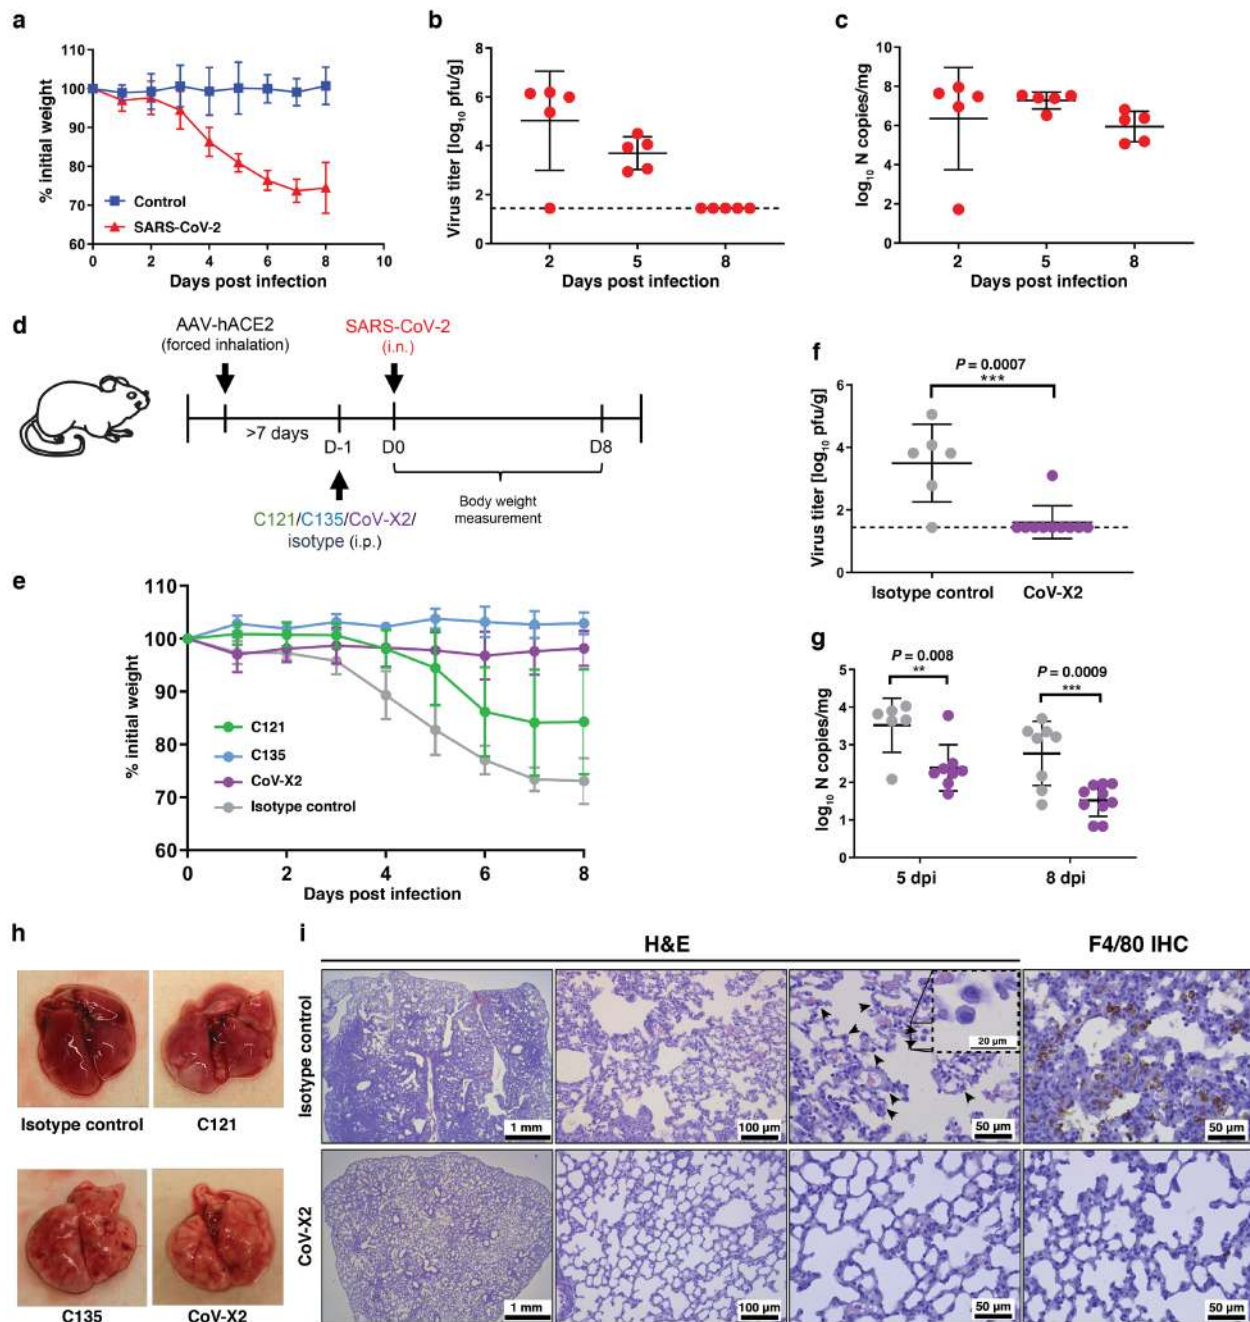 a
110
100
90
80
70
60
% initial weight
Control
SARS-CoV-2
0 2 4 6 8 10
Days post infection
b
Virus titer [log10 pfu/g]
8
6
4
2
0
2 5 8
Days post infection
c
log10 N copies/mg
10
8
6
4
2
0
2 5 8
Days post infection
d
AAV-hACE2
(forced inhalation)
SARS-CoV-2
(i.n.)
>7 days
D-1
D0
D8
C121/C135/CoV-X2/
isotype (i.p.)
Body weight
measurement
e
110
100
90
80
70
60
% initial weight
C121
C135
CoV-X2
Isotype control
0 2 4 6 8
Days post infection
f
P = 0.0007
***
Virus titer [log10 pfu/g]
6
4
2
0
Isotype control CoV-X2
g
P = 0.008
**
P = 0.0009
***
log10 N copies/mg
5
4
3
2
1
0
5 dpi 8 dpi
h
Isotype control C121
C135 CoV-X2
i
H&E F4/80 IHC
Isotype control
1 mm
100 µm
20 µm
50 µm
50 µm
CoV-X2
1 mm
100 µm
50 µm
50 µm